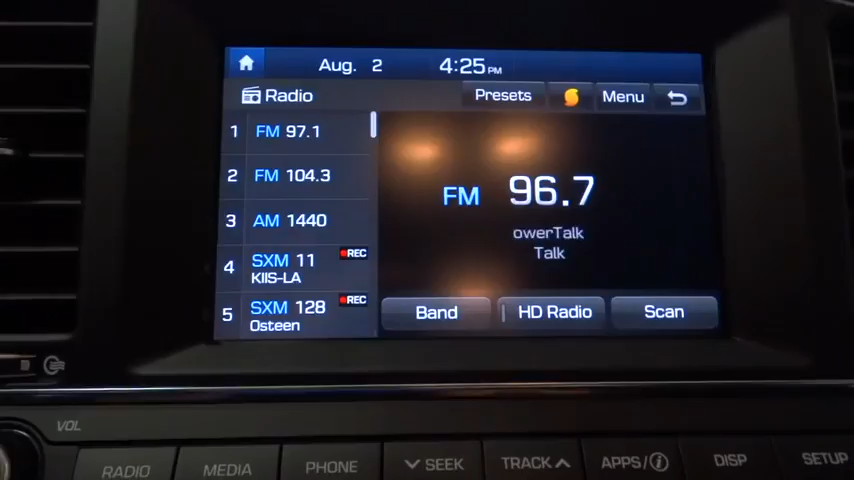 Aug. 2 4:25 PM
Radio Presets Menu
1 FM 97.1
2 FM 104.3
3 AM 1440
4 SXM 11 REC
KIIS-LA
5 SXM 128 REC
Osteen
FM 96.7
owerTalk
Talk
Band HD Radio Scan
VOL
RADIO MEDIA PHONE SEEK TRACK APPS/i DISP SETUP